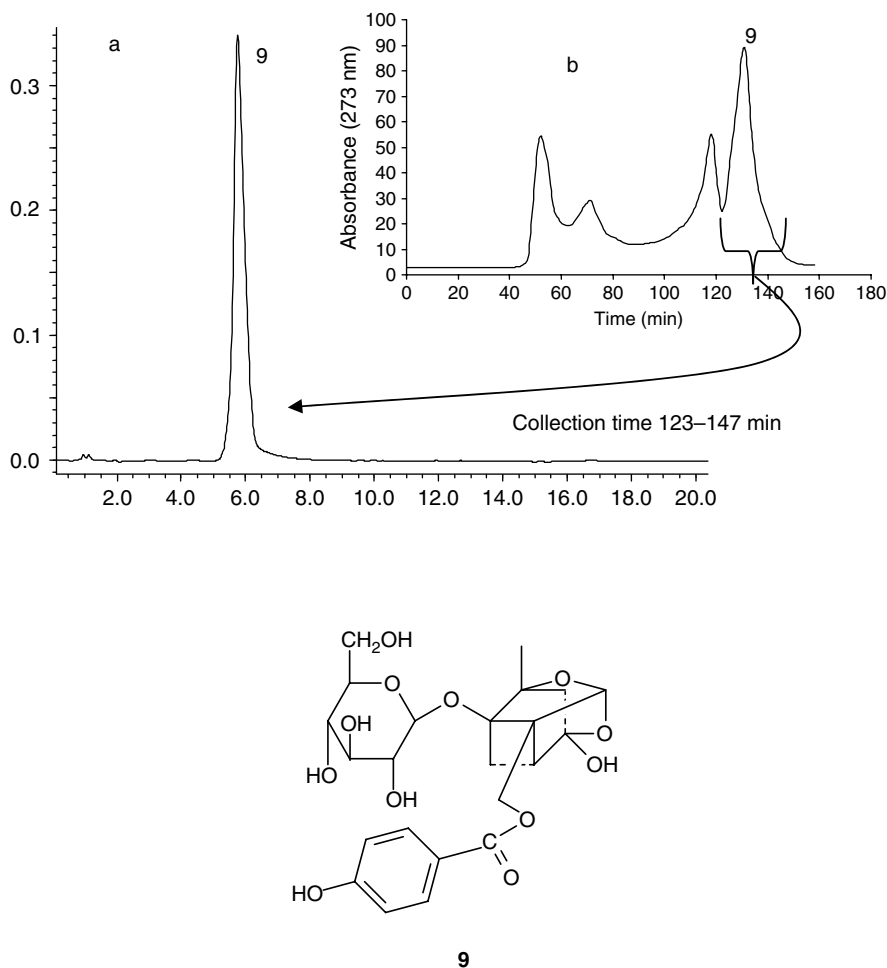 a
9
0.3
0.2
0.1
0.0
2.0 4.0 6.0 8.0 10.0 12.0 14.0 16.0 18.0 20.0
b
9
Absorbance (273 nm)
100
90
80
70
60
50
40
30
20
10
0
0 20 40 60 80 100 120 140 160 180
Time (min)
Collection time 123–147 min
CH2OH
O
O
O
OH
O
HO
OH
OH
O
C
O
HO
9